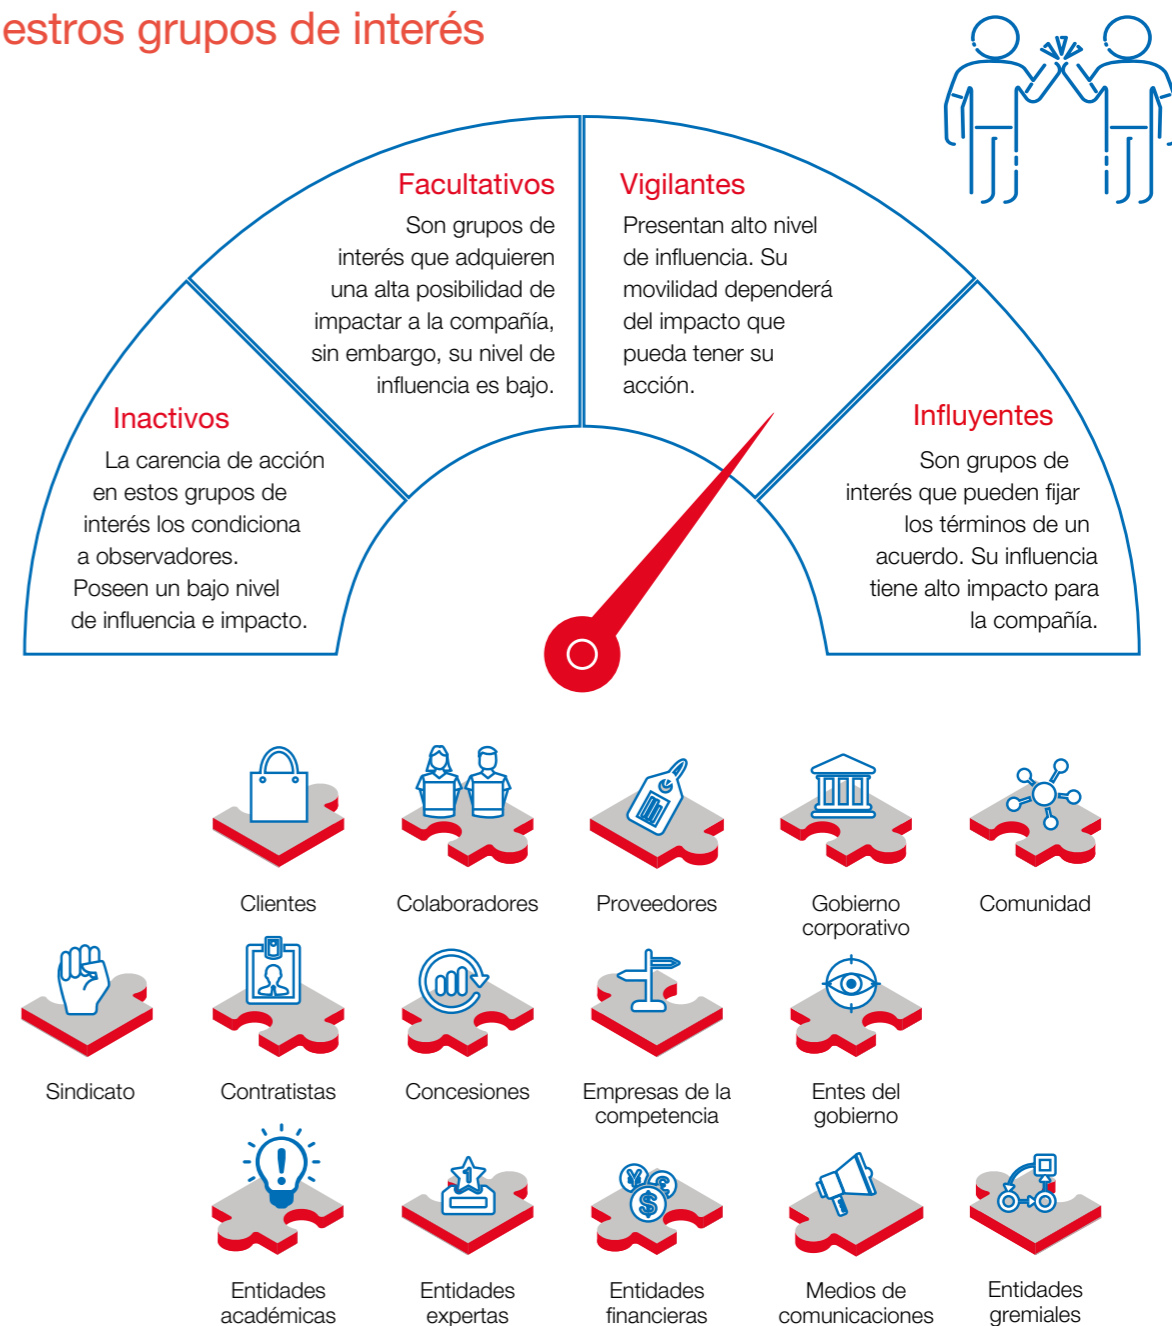 estros grupos de interés
Facultativos
Son grupos de
interés que adquieren
una alta posibilidad de
impactar a la compañía,
sin embargo, su nivel de
influencia es bajo.
Vigilantes
Presentan alto nivel
de influencia. Su
movilidad dependerá
del impacto que
pueda tener su
acción.
Inactivos
La carencia de acción
en estos grupos de
interés los condiciona
a observadores.
Poseen un bajo nivel
de influencia e impacto.
Influyentes
Son grupos de
interés que pueden fijar
los términos de un
acuerdo. Su influencia
tiene alto impacto para
la compañía.
Clientes
Colaboradores
Proveedores
Gobierno
corporativo
Comunidad
Sindicato
Contratistas
Concesiones
Empresas de la
competencia
Entes del
gobierno
Entidades
académicas
Entidades
expertas
Entidades
financieras
Medios de
comunicaciones
Entidades
gremiales